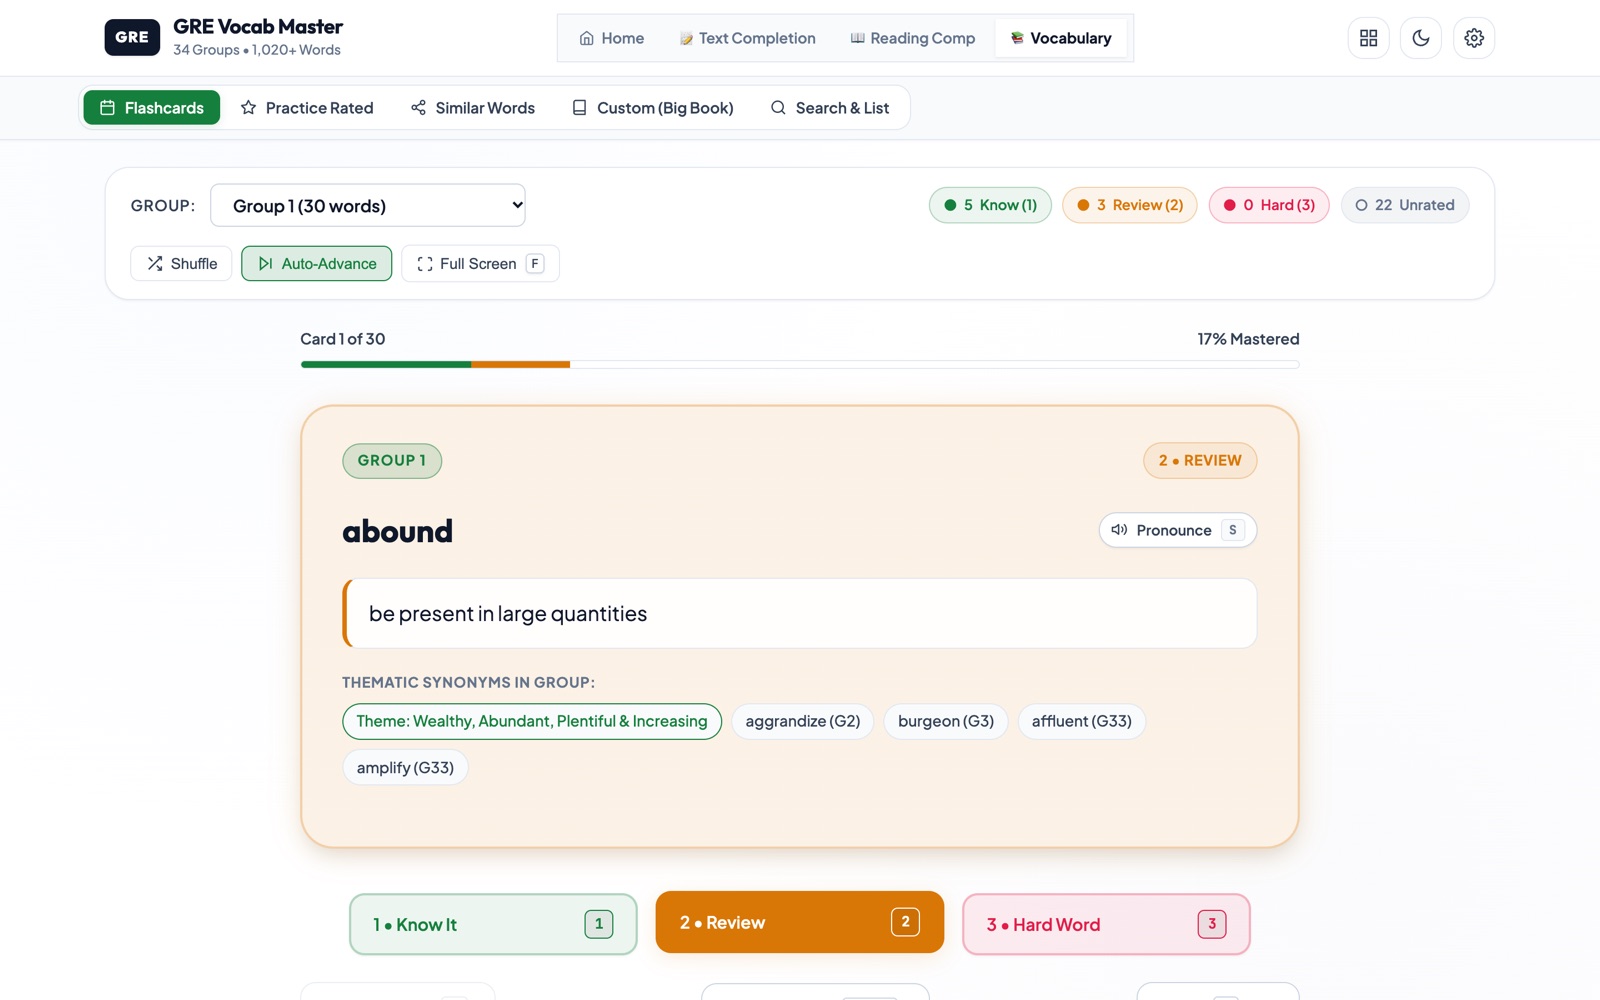 GRE
GRE Vocab Master
34 Groups • 1,020+ Words
Home
Text Completion
Reading Comp
Vocabulary
Flashcards
Practice Rated
Similar Words
Custom (Big Book)
Search & List
GROUP:
Group 1 (30 words)
5 Know (1)
3 Review (2)
0 Hard (3)
22 Unrated
Shuffle
Auto-Advance
Full Screen F
Card 1 of 30
17% Mastered
GROUP 1
2 • REVIEW
abound
Pronounce S
be present in large quantities
THEMATIC SYNONYMS IN GROUP:
Theme: Wealthy, Abundant, Plentiful & Increasing
aggrandize (G2)
burgeon (G3)
affluent (G33)
amplify (G33)
1 • Know It 1
2 • Review 2
3 • Hard Word 3